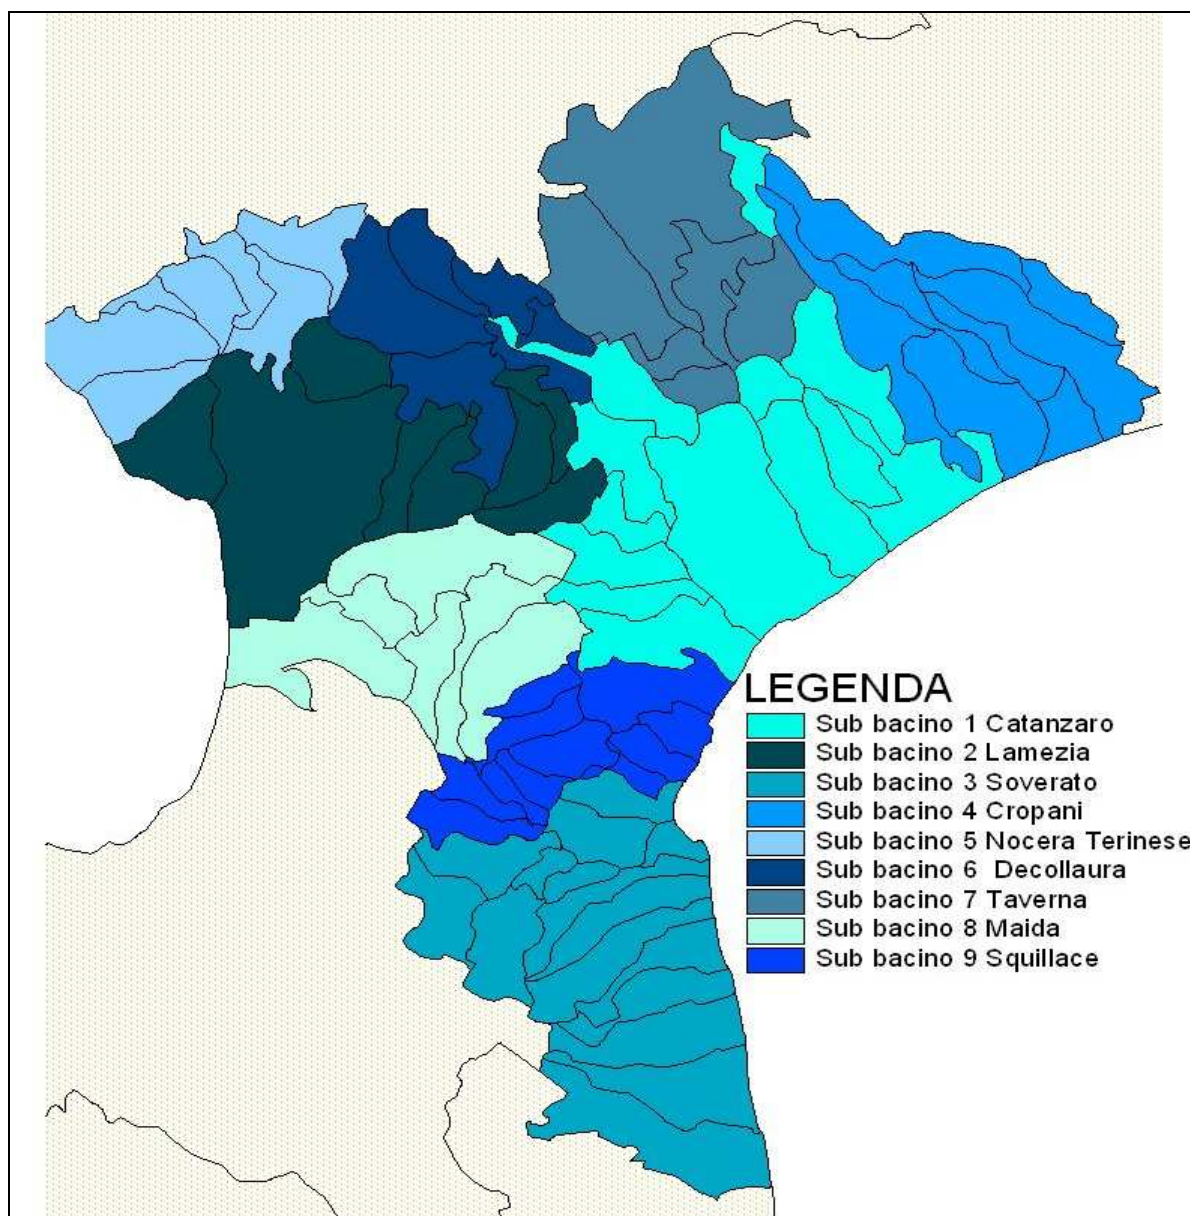 LEGENDA
Sub bacino 1 Catanzaro
Sub bacino 2 Lamezia
Sub bacino 3 Soverato
Sub bacino 4 Cropani
Sub bacino 5 Nocera Terinese
Sub bacino 6 Decollaura
Sub bacino 7 Taverna
Sub bacino 8 Maida
Sub bacino 9 Squillace